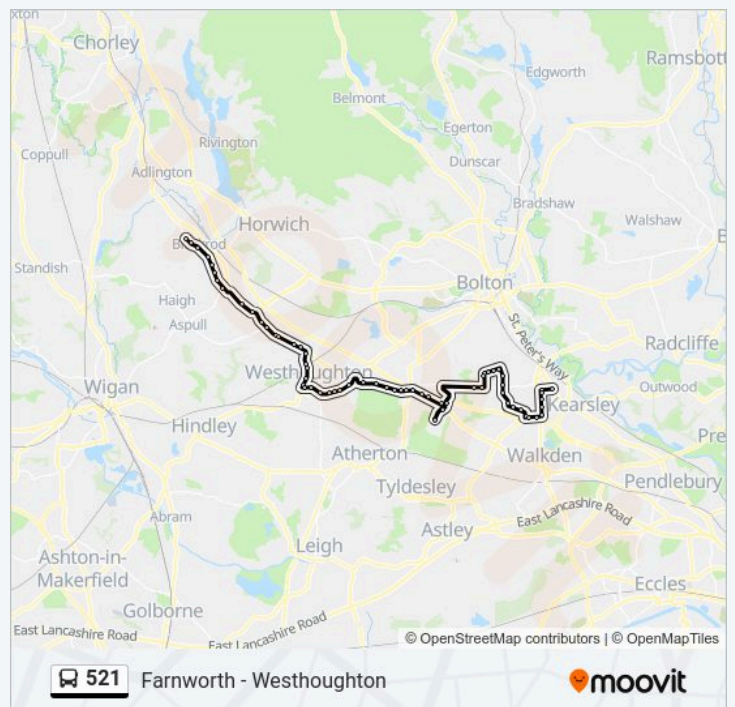 xton
Chorley
Ramsbott
Edgworth
Belmont
Egerton
Rivington
Coppull
Dunscar
Adlington
Bradshaw
Horwich
Walshaw
B
Standish
Bolton
Haigh
Aspull
St. Peter's Way
Radcliffe
Westhoughton
Wigan
Outwood
Kearsley
Hindley
Pre
Atherton
Walkden
Tyldesley
Pendlebury
Abram
East Lancashire Road
Astley
Leigh
Ashton-in-
Makerfield
Eccles
Golborne
East Lancashire Road
East Lancashire Road
© OpenStreetMap contributors | © OpenMapTiles
521 Farnworth - Westhoughton
moovit